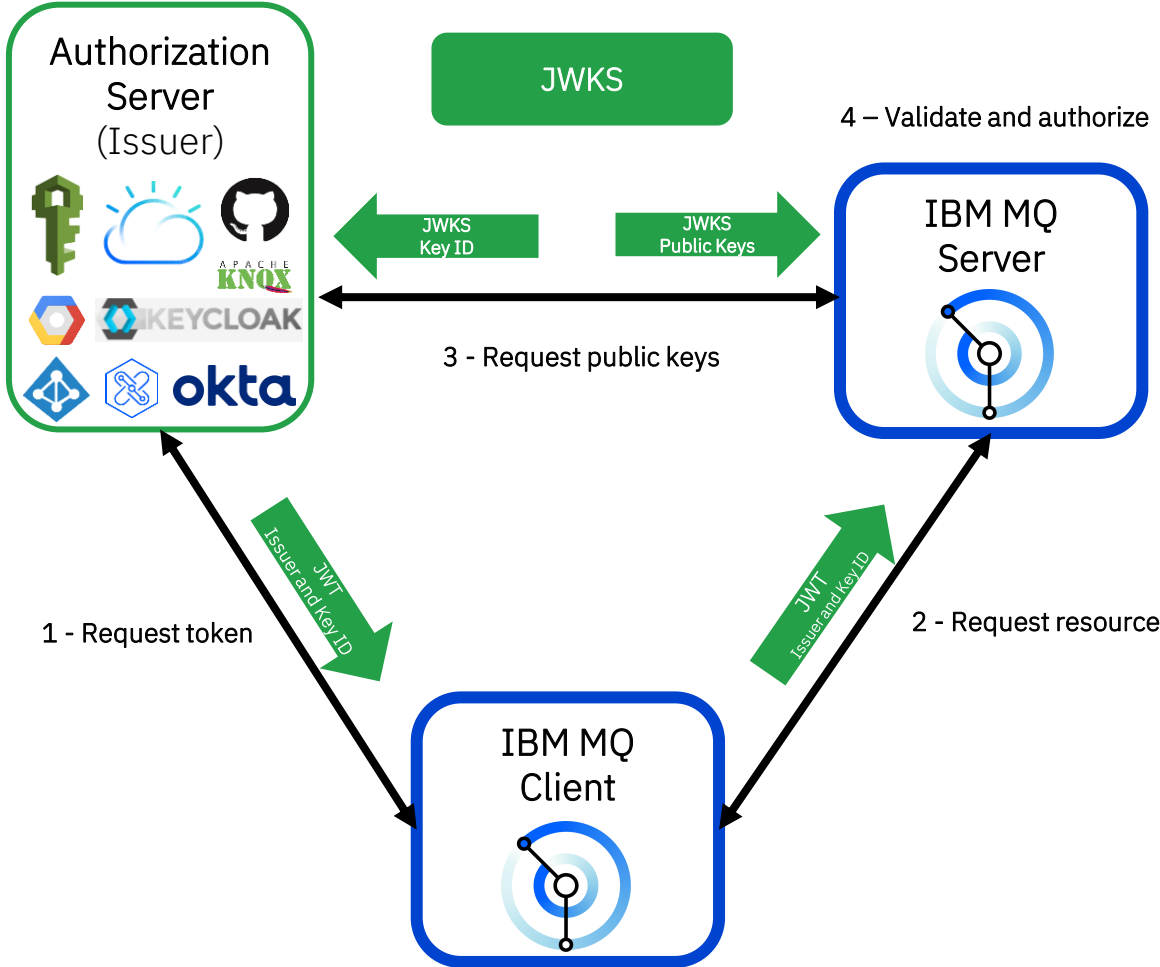 Authorization
Server
(Issuer)
APACHE
KNOX
KEYCLOAK
okta
JWKS
4 – Validate and authorize
JWKS
Key ID
JWKS
Public Keys
IBM MQ
Server
3 - Request public keys
JWT
Issuer and Key ID
1 - Request token
JWT
Issuer and Key ID
2 - Request resource
IBM MQ
Client